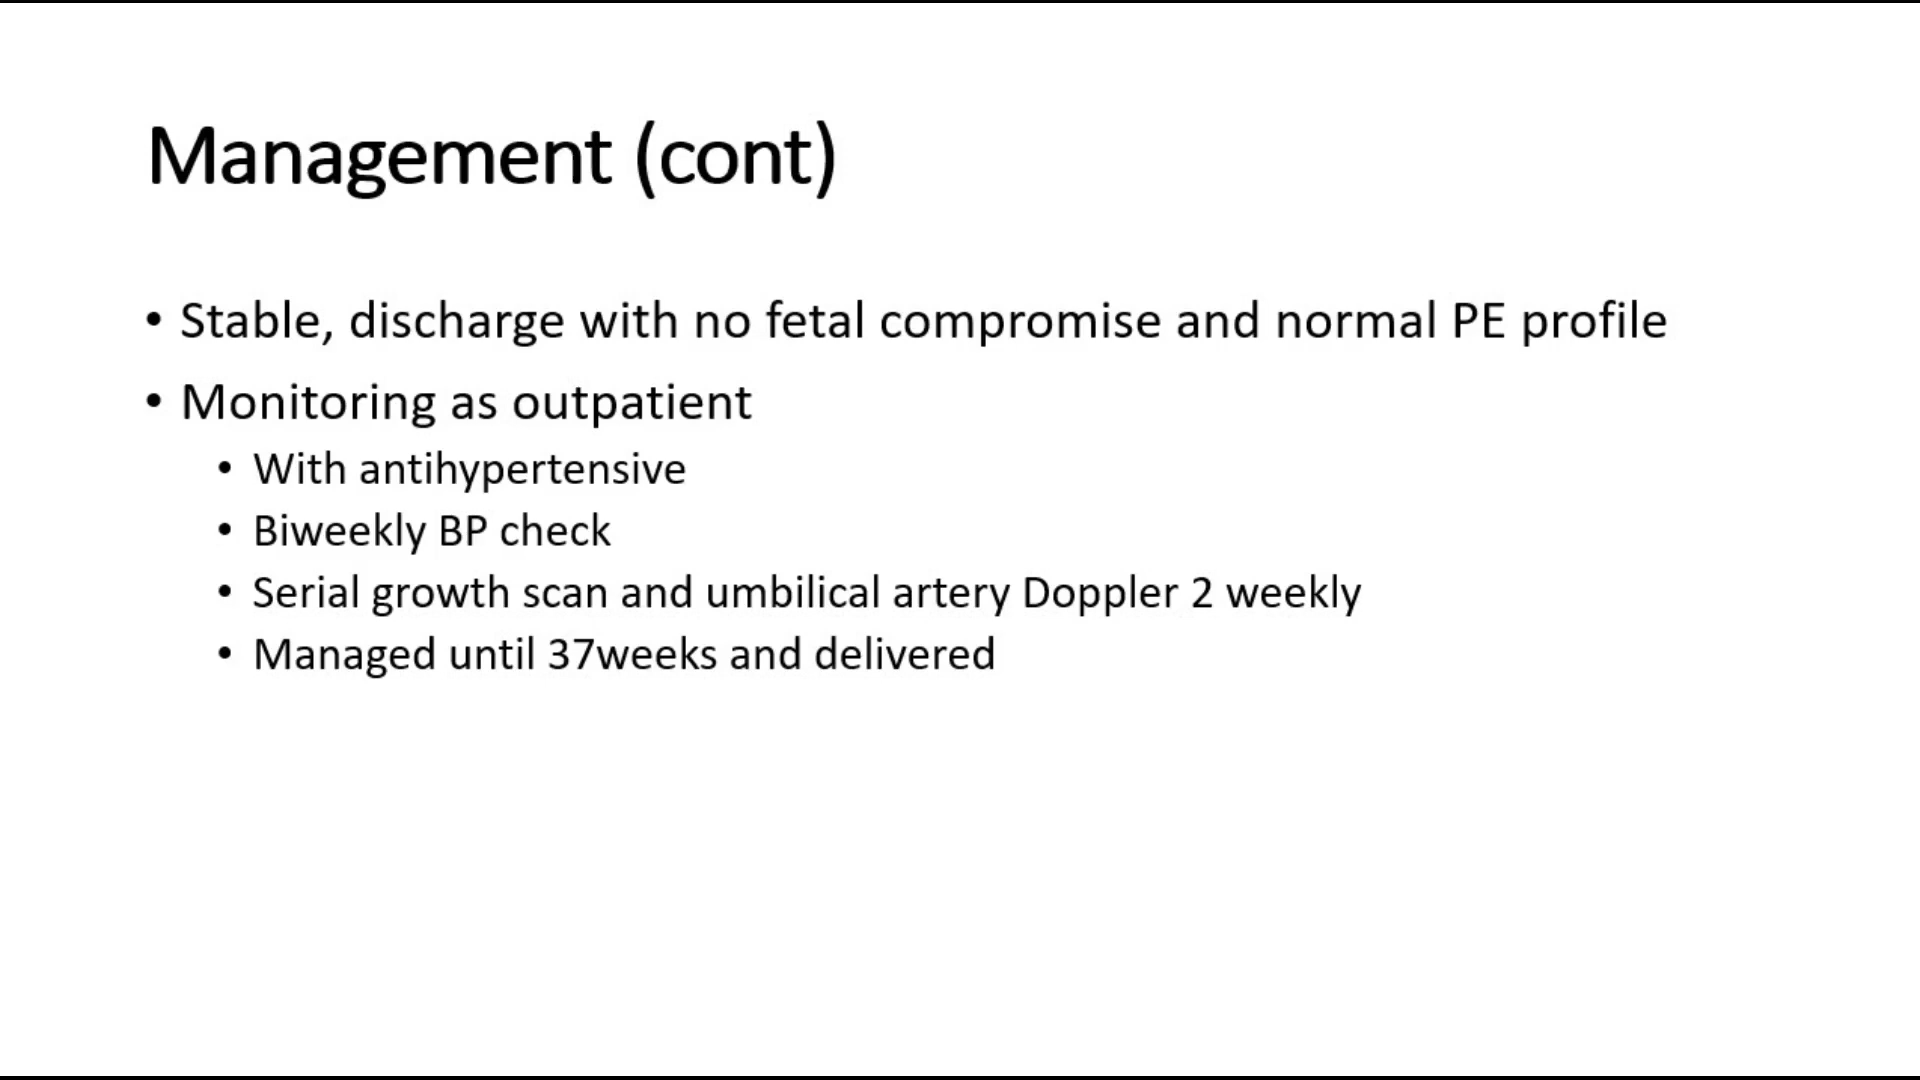 Management (cont)
• Stable, discharge with no fetal compromise and normal PE profile
• Monitoring as outpatient
• With antihypertensive
• Biweekly BP check
• Serial growth scan and umbilical artery Doppler 2 weekly
• Managed until 37weeks and delivered